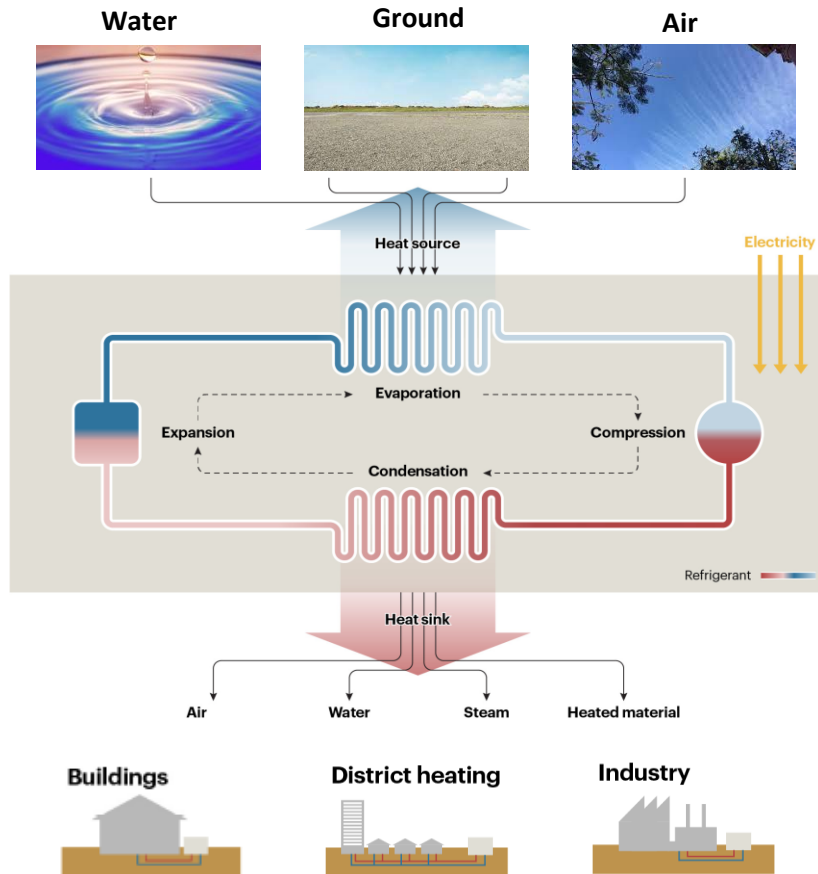 Water
Ground
Air
Heat source
Electricity
Evaporation
Expansion
Compression
Condensation
Refrigerant
Heat sink
Air
Water
Steam
Heated material
Buildings
District heating
Industry